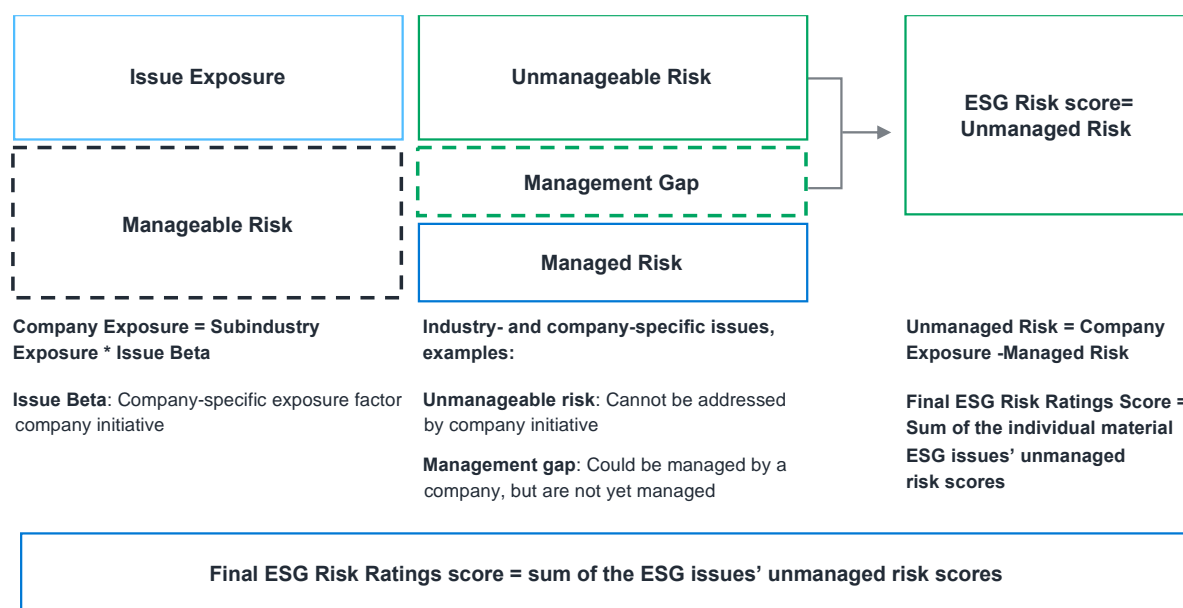 Issue Exposure
Unmanageable Risk
ESG Risk score=
Unmanaged Risk
Management Gap
Manageable Risk
Managed Risk
Company Exposure = Subindustry
Exposure * Issue Beta
Issue Beta: Company-specific exposure factor
company initiative
Industry- and company-specific issues,
examples:
Unmanageable risk: Cannot be addressed
by company initiative
Management gap: Could be managed by a
company, but are not yet managed
Unmanaged Risk = Company
Exposure -Managed Risk
Final ESG Risk Ratings Score =
Sum of the individual material
ESG issues’ unmanaged
risk scores
Final ESG Risk Ratings score = sum of the ESG issues’ unmanaged risk scores